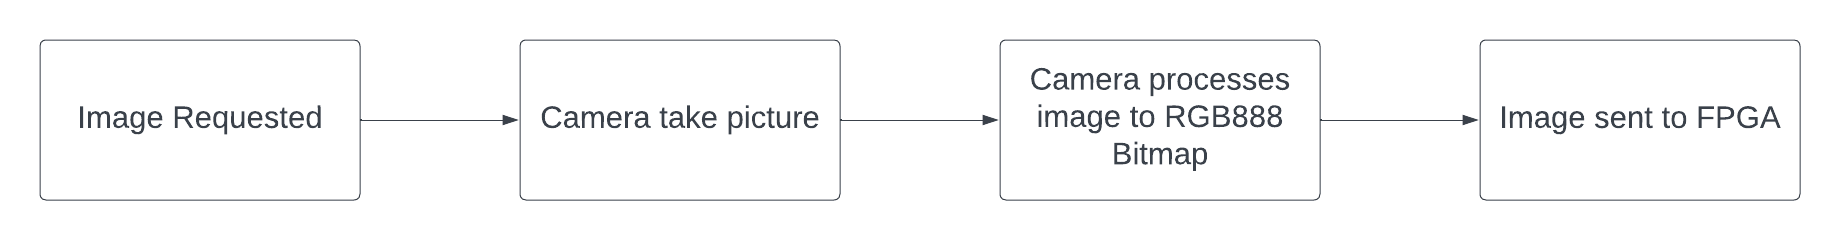 Image Requested
Camera take picture
Camera processes
image to RGB888
Bitmap
Image sent to FPGA